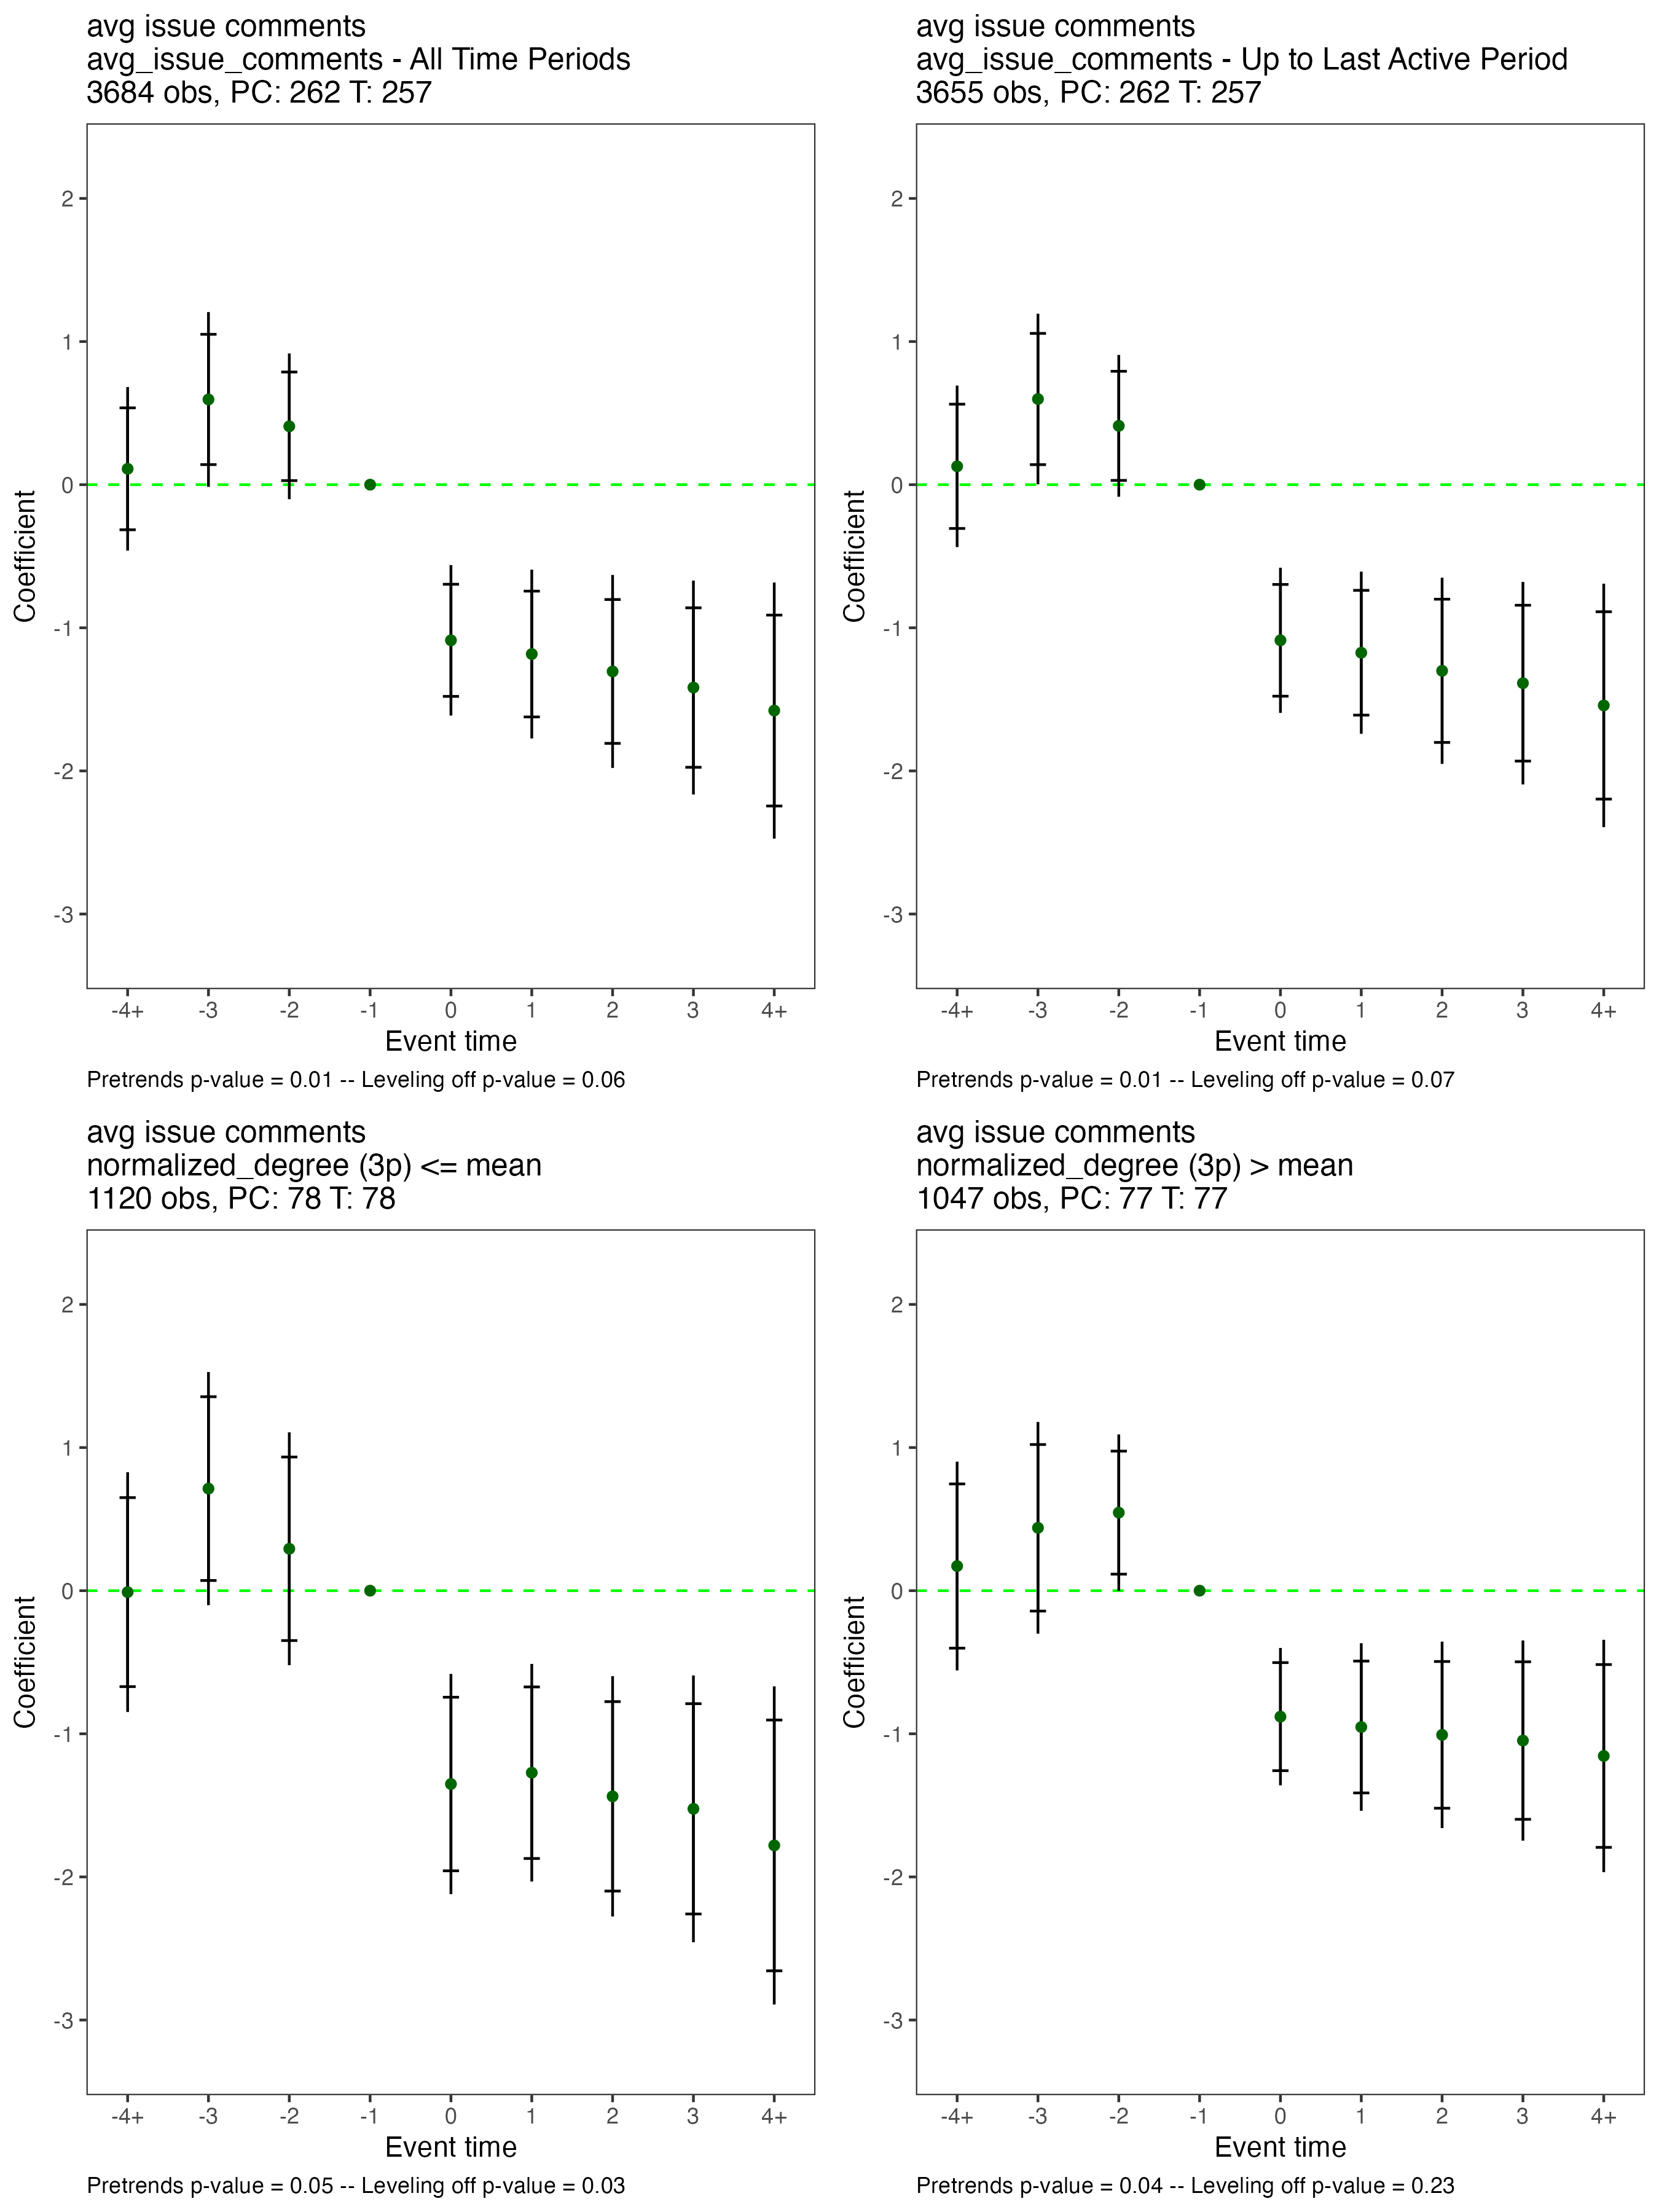 avg issue comments
avg_issue_comments - All Time Periods
3684 obs, PC: 262 T: 257
2
1
0
-1
-2
-3
Coefficient
-4+ -3 -2 -1 0 1 2 3 4+
Event time
Pretrends p-value = 0.01 -- Leveling off p-value = 0.06
avg issue comments
avg_issue_comments - Up to Last Active Period
3655 obs, PC: 262 T: 257
2
1
0
-1
-2
-3
Coefficient
-4+ -3 -2 -1 0 1 2 3 4+
Event time
Pretrends p-value = 0.01 -- Leveling off p-value = 0.07
avg issue comments
normalized_degree (3p) <= mean
1120 obs, PC: 78 T: 78
2
1
0
-1
-2
-3
Coefficient
-4+ -3 -2 -1 0 1 2 3 4+
Event time
Pretrends p-value = 0.05 -- Leveling off p-value = 0.03
avg issue comments
normalized_degree (3p) > mean
1047 obs, PC: 77 T: 77
2
1
0
-1
-2
-3
Coefficient
-4+ -3 -2 -1 0 1 2 3 4+
Event time
Pretrends p-value = 0.04 -- Leveling off p-value = 0.23